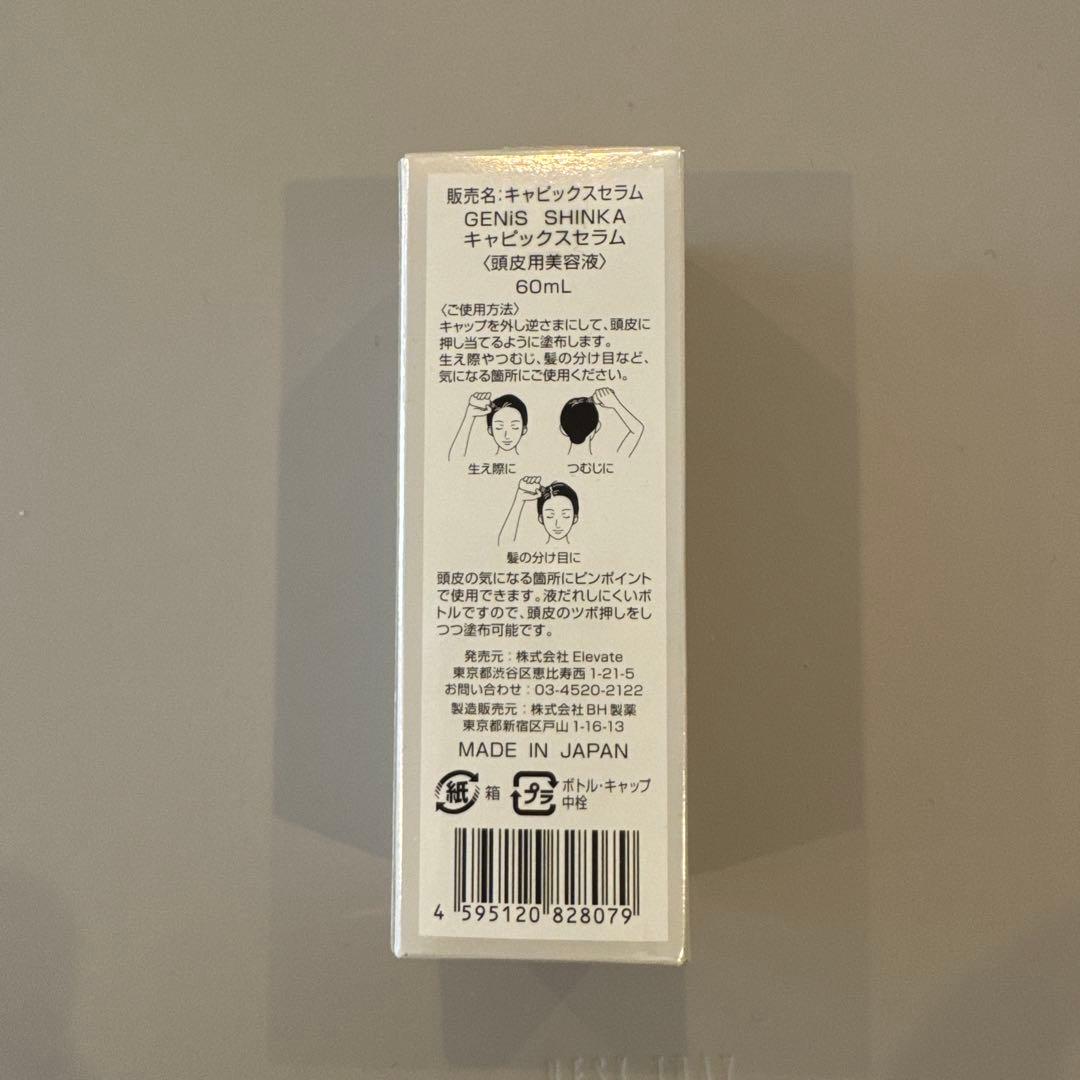 販売名:キャピックスセラム
GENiS SHINKA
キャピックスセラム
〈頭皮用美容液〉
60mL
〈ご使用方法〉
キャップを外し逆さまにして、頭皮に
押し当てるように塗布します。
生え際やつむじ、髪の分け目など、
気になる箇所にご使用ください。
生え際に
つむじに
髪の分け目に
頭皮の気になる箇所にピンポイント
で使用できます。液だれしにくいボ
トルですので、頭皮のツボ押しをし
つつ塗布可能です。
発売元:株式会社Elevate
東京都渋谷区恵比寿西1-21-5
お問い合わせ:03-4520-2122
製造販売元:株式会社BH製薬
東京都新宿区戸山1-16-13
MADE IN JAPAN
紙 箱
プラ ボトル・キャップ
中栓
4 595120 828079